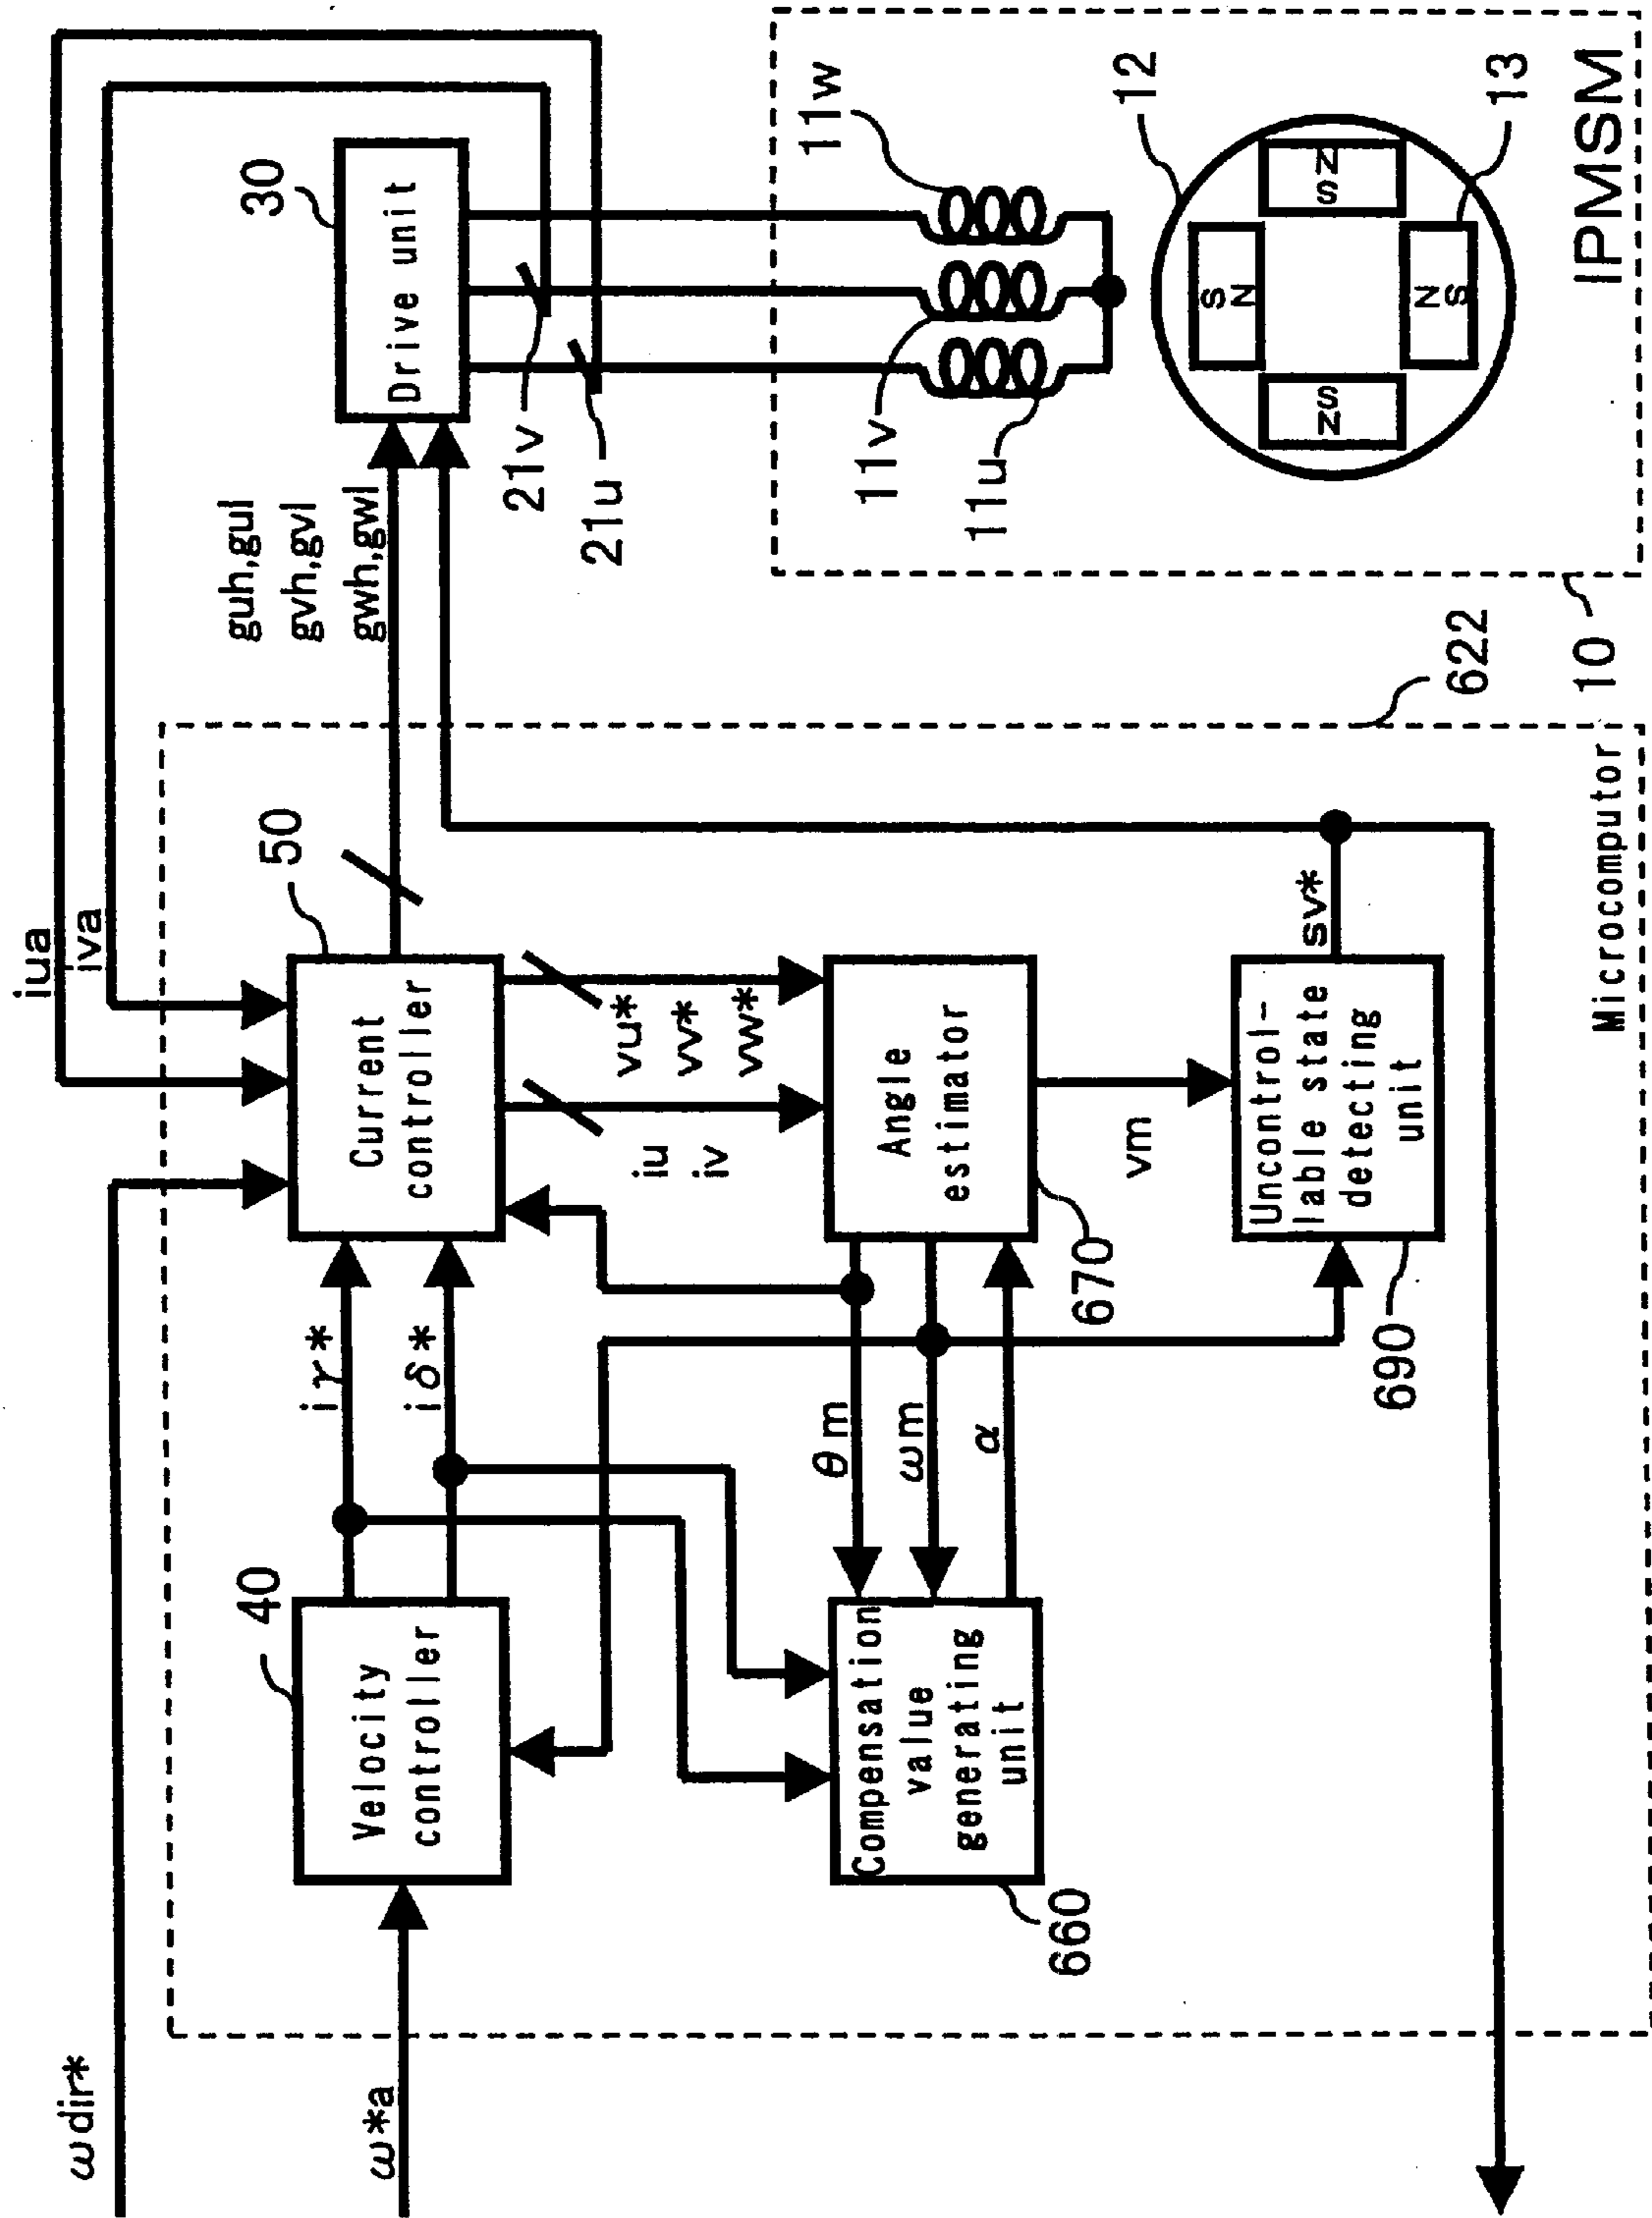 ωdir*
ω*a
iua
iva
40
Velocity
controller
iγ*
iδ*
50
Current
controller
guh,gul
gvh,gvl
gwh,gwl
30
Drive unit
21v
21u
vu*
vv*
vw*
iu
iv
660
Compensation
value
generating
unit
θm
ωm
α
Angle
estimator
670
vm
Uncontrol-
lable state
detecting
unit
690
sv*
Microcomputor
622
10
11w
11v
11u
12
13
S
N
N
S
S
N
S
N
IPMSM